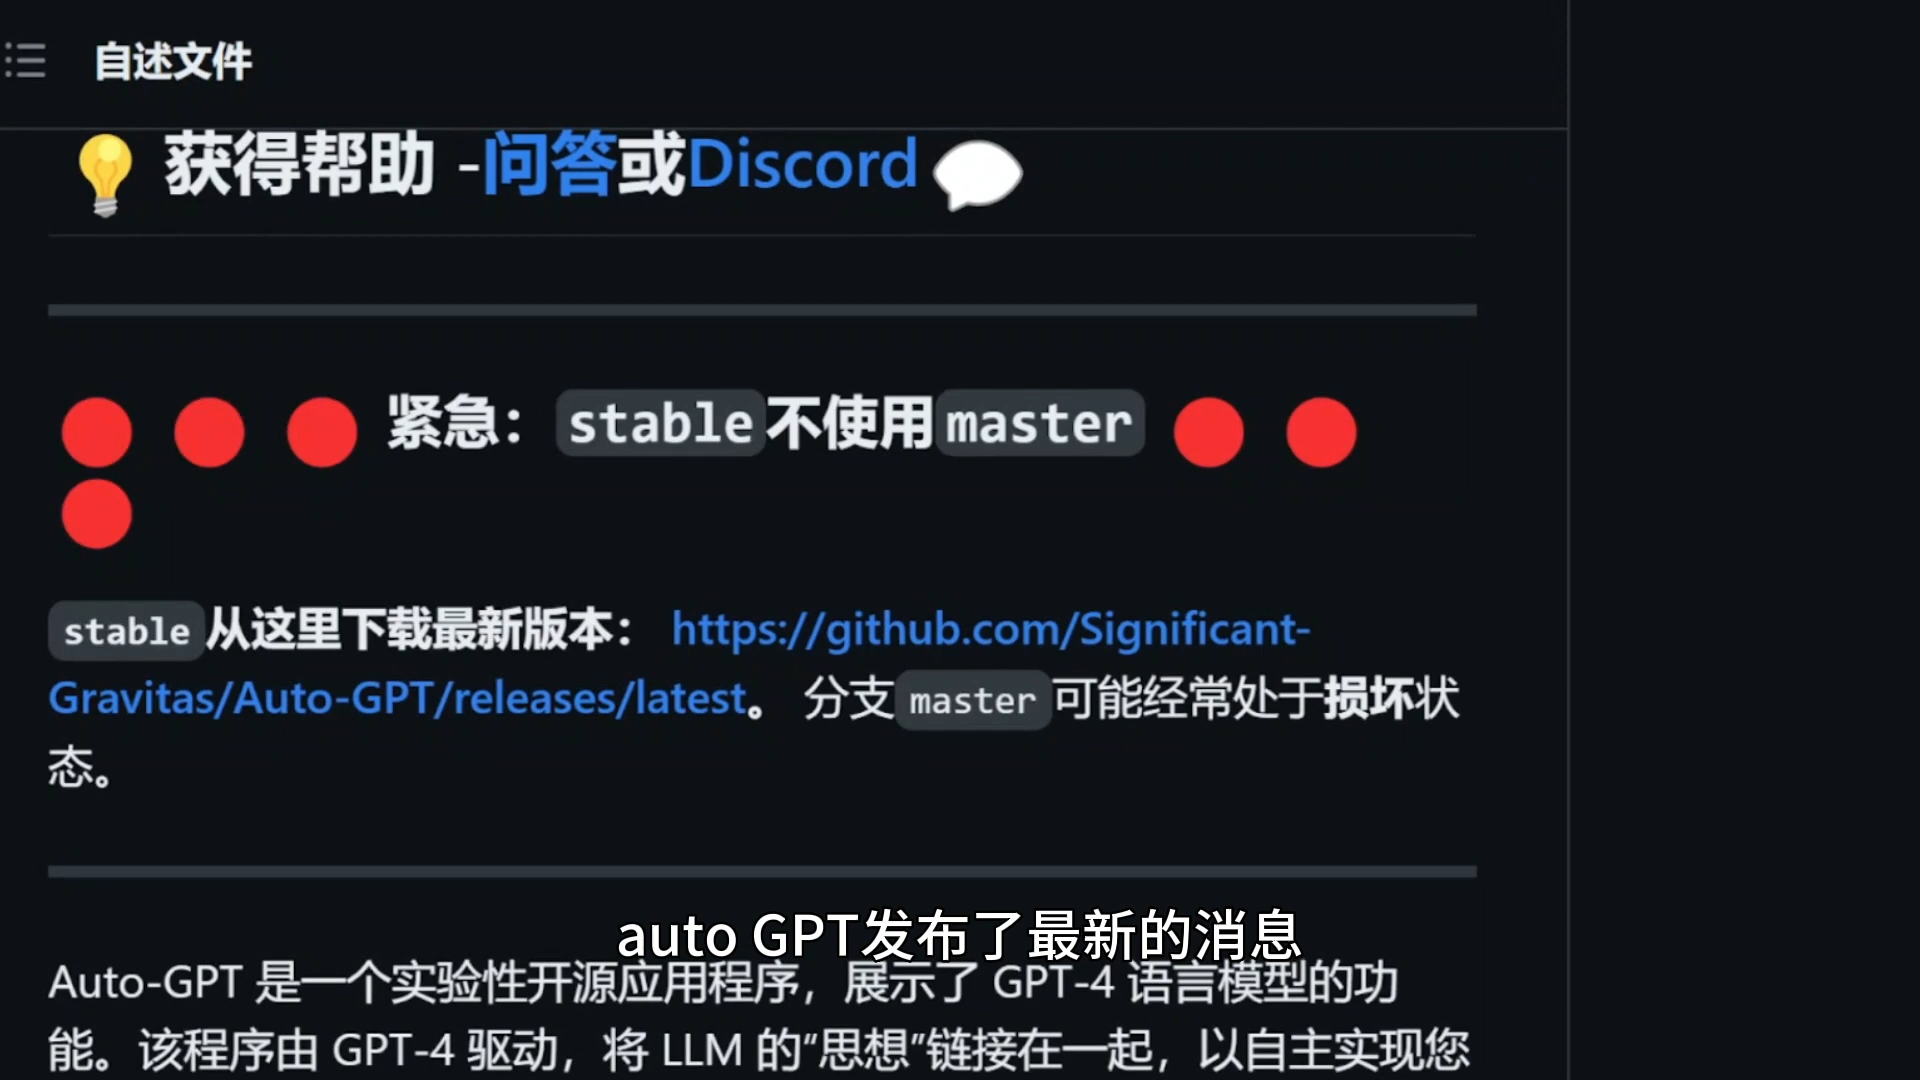 自述文件
获得帮助 -问答或Discord
紧急：stable不使用master
stable从这里下载最新版本： https://github.com/Significant-
Gravitas/Auto-GPT/releases/latest。 分支master可能经常处于损坏状
态。
auto GPT发布了最新的消息
Auto-GPT 是一个实验性开源应用程序，展示了 GPT-4 语言模型的功
能。该程序由 GPT-4 驱动，将 LLM 的“思想”链接在一起，以自主实现您